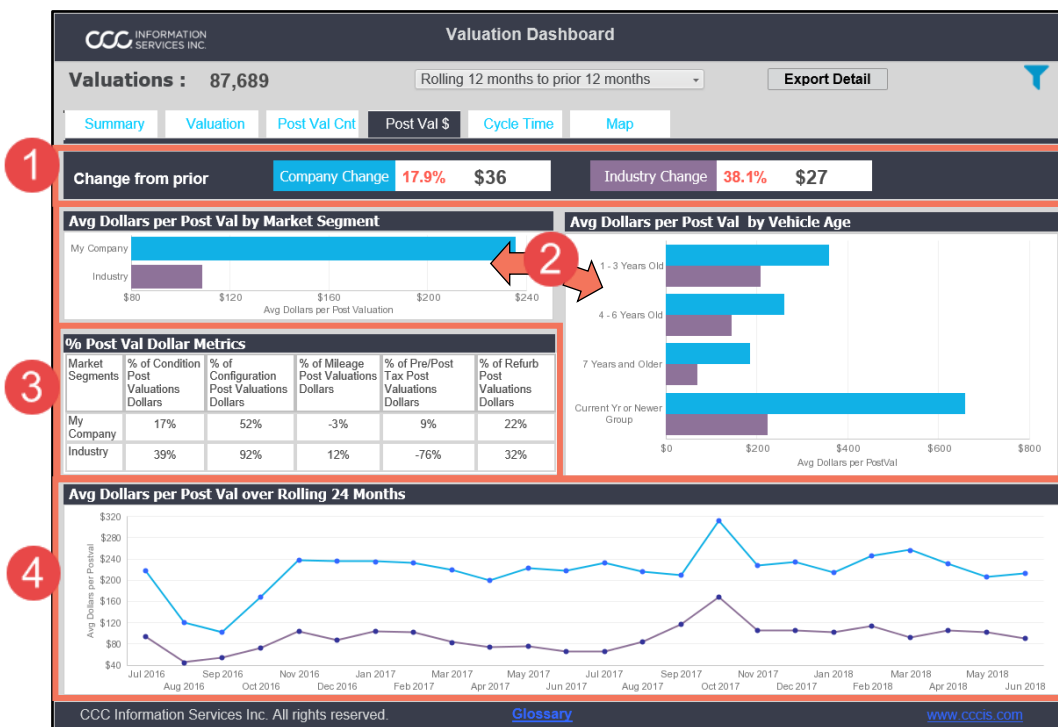 CCC INFORMATION SERVICES INC.
Valuation Dashboard
Valuations : 87,689
Rolling 12 months to prior 12 months
Export Detail
Summary
Valuation
Post Val Cnt
Post Val $
Cycle Time
Map
1
Change from prior
Company Change 17.9% $36
Industry Change 38.1% $27
Avg Dollars per Post Val by Market Segment
My Company
Industry
$80 $120 $160 $200 $240
Avg Dollars per Post Valuation
2
Avg Dollars per Post Val by Vehicle Age
1 - 3 Years Old
4 - 6 Years Old
7 Years and Older
Current Yr or Newer
Group
$0 $200 $400 $600 $800
Avg Dollars per PostVal
3
% Post Val Dollar Metrics
Market Segments
% of Condition Post Valuations Dollars
% of Configuration Post Valuations Dollars
% of Mileage Post Valuations Dollars
% of Pre/Post Tax Post Valuations Dollars
% of Refurb Post Valuations Dollars
My Company 17% 52% -3% 9% 22%
Industry 39% 92% 12% -76% 32%
4
Avg Dollars per Post Val over Rolling 24 Months
Avg Dollars per Postval
$320
$280
$240
$200
$160
$120
$80
$40
Jul 2016 Sep 2016 Nov 2016 Jan 2017 Mar 2017 May 2017 Jul 2017 Sep 2017 Nov 2017 Jan 2018 Mar 2018 May 2018
Aug 2016 Oct 2016 Dec 2016 Feb 2017 Apr 2017 Jun 2017 Aug 2017 Oct 2017 Dec 2017 Feb 2018 Apr 2018 Jun 2018
CCC Information Services Inc. All rights reserved.
Glossary
www.cccis.com